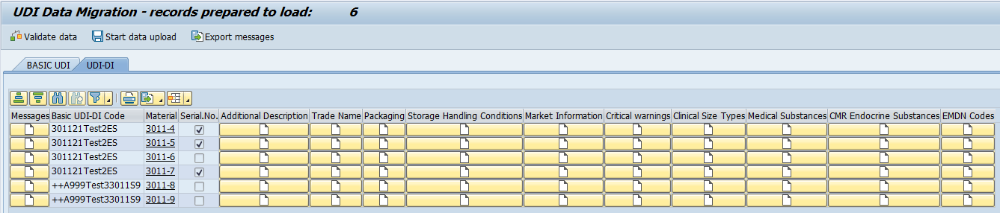 UDI Data Migration - records prepared to load: 6
Validate data Start data upload Export messages
BASIC UDI UDI-DI
Messages Basic UDI-DI Code Material Serial.No. Additional Description Trade Name Packaging Storage Handling Conditions Market Information Critical warnings Clinical Size Types Medical Substances CMR Endocrine Substances EMDN Codes
301121Test2ES 3011-4
301121Test2ES 3011-5
301121Test2ES 3011-6
301121Test2ES 3011-7
++A999Test33011S9 3011-8
++A999Test33011S9 3011-9